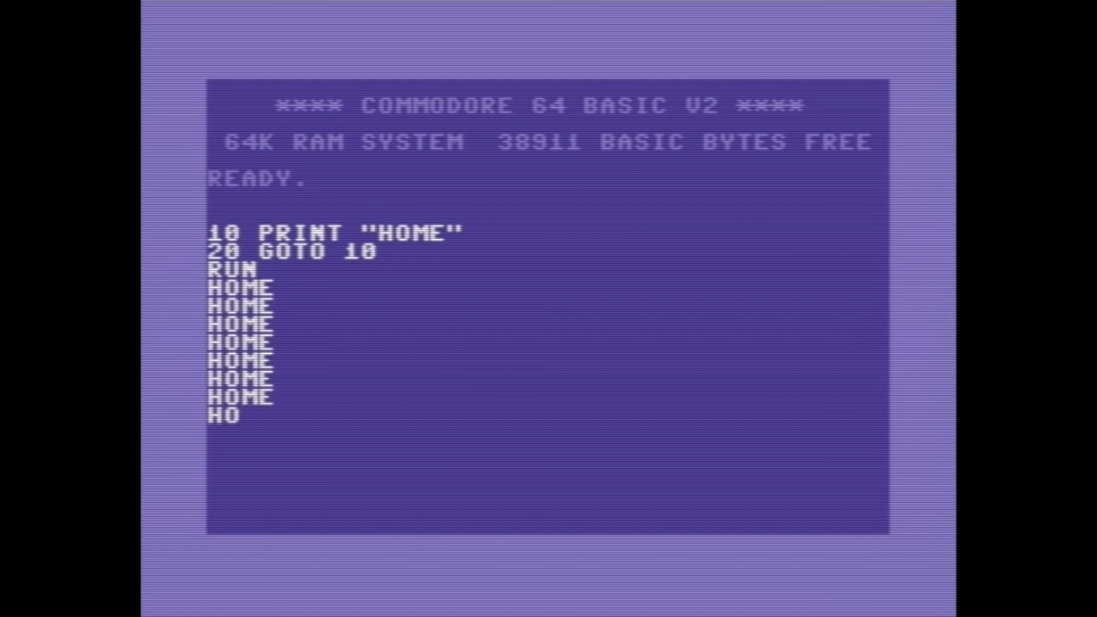 **** COMMODORE 64 BASIC V2 ****
64K RAM SYSTEM  38911 BASIC BYTES FREE
READY.
10 PRINT "HOME"
20 GOTO 10
RUN
HOME
HOME
HOME
HOME
HOME
HOME
HOME
HO